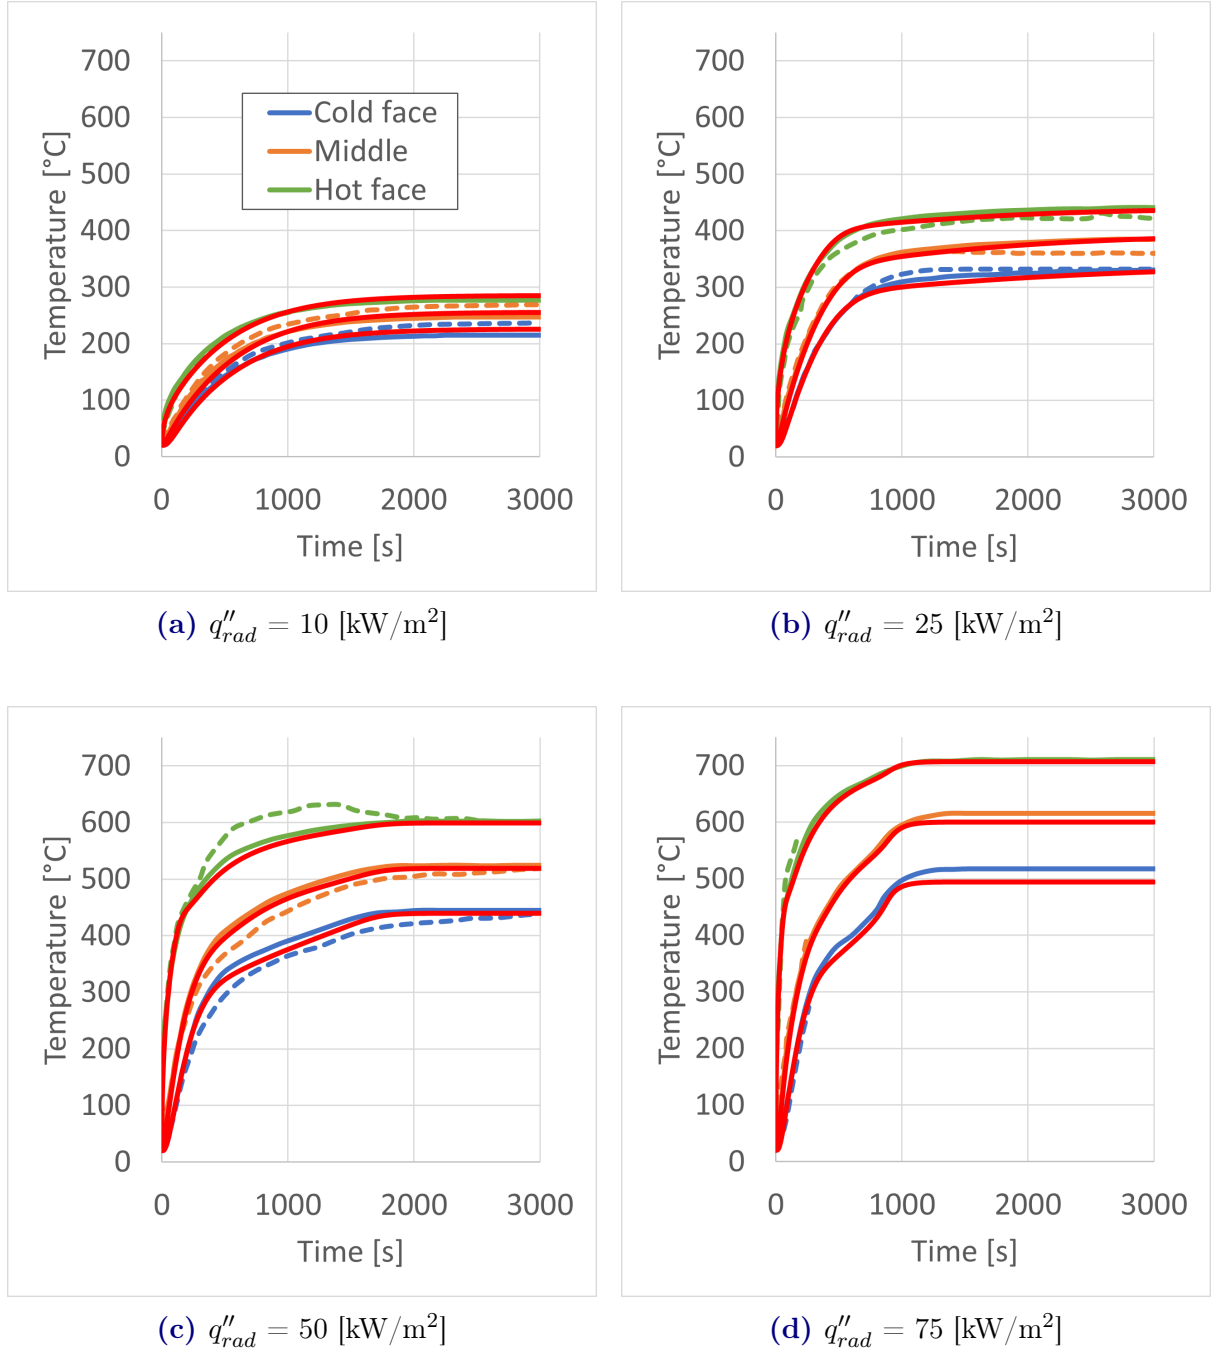 700
600
500
400
300
200
100
0
Temperature [°C]
Cold face
Middle
Hot face
0 1000 2000 3000
Time [s]
(a) q''rad = 10 [kW/m²]
700
600
500
400
300
200
100
0
Temperature [°C]
0 1000 2000 3000
Time [s]
(b) q''rad = 25 [kW/m²]
700
600
500
400
300
200
100
0
Temperature [°C]
0 1000 2000 3000
Time [s]
(c) q''rad = 50 [kW/m²]
700
600
500
400
300
200
100
0
Temperature [°C]
0 1000 2000 3000
Time [s]
(d) q''rad = 75 [kW/m²]